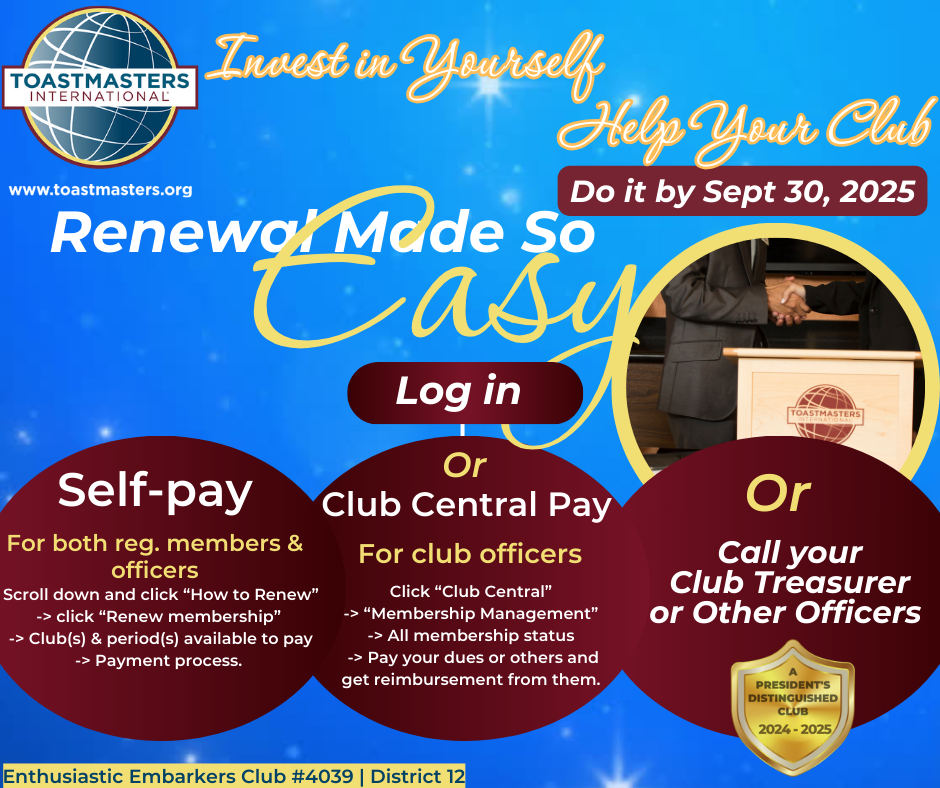 TOASTMASTERS
INTERNATIONAL
www.toastmasters.org
Invest in Yourself
Help Your Club
Do it by Sept 30, 2025
Renewal Made So
Easy
Log in
TOASTMASTERS
INTERNATIONAL
Self-pay
For both reg. members &
officers
Scroll down and click “How to Renew”
-> click “Renew membership”
-> Club(s) & period(s) available to pay
-> Payment process.
Or
Club Central Pay
For club officers
Click “Club Central”
-> “Membership Management”
-> All membership status
-> Pay your dues or others and
get reimbursement from them.
Or
Call your
Club Treasurer
or Other Officers
A
PRESIDENT'S
DISTINGUISHED
CLUB
2024 - 2025
Enthusiastic Embarkers Club #4039 | District 12